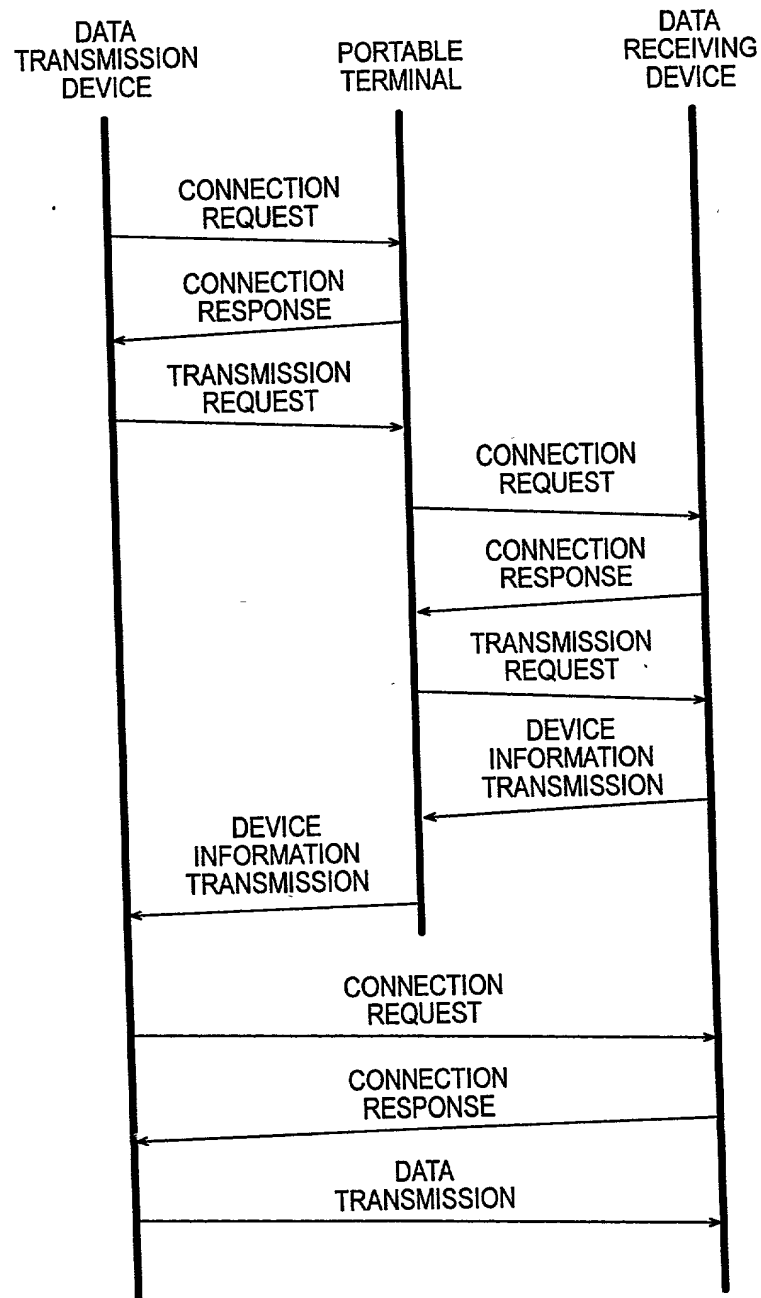 DATA
TRANSMISSION
DEVICE
PORTABLE
TERMINAL
DATA
RECEIVING
DEVICE
CONNECTION
REQUEST
CONNECTION
RESPONSE
TRANSMISSION
REQUEST
CONNECTION
REQUEST
CONNECTION
RESPONSE
TRANSMISSION
REQUEST
DEVICE
INFORMATION
TRANSMISSION
DEVICE
INFORMATION
TRANSMISSION
CONNECTION
REQUEST
CONNECTION
RESPONSE
DATA
TRANSMISSION